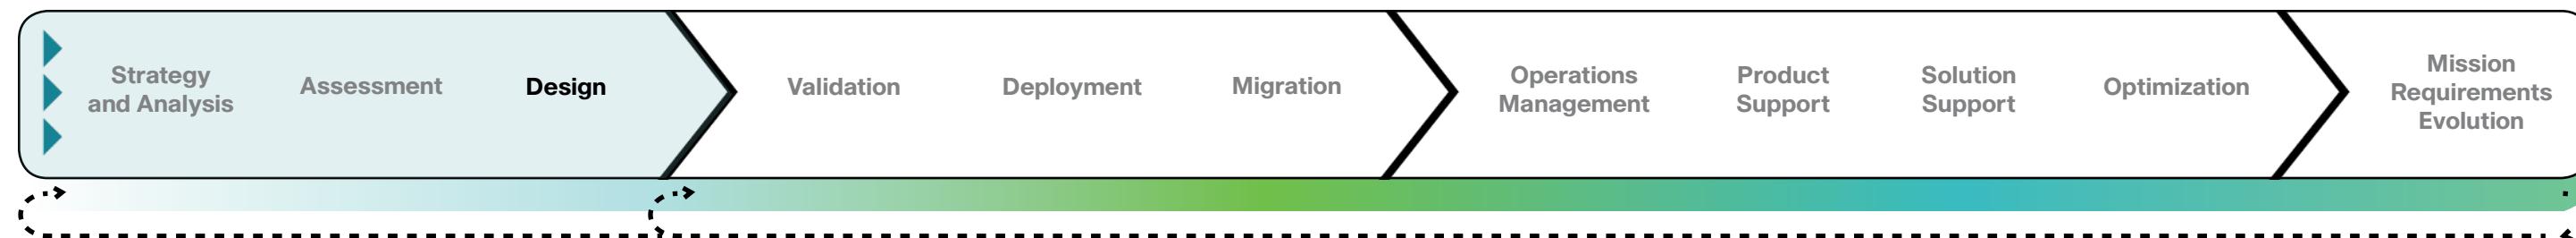 Strategy
and Analysis
Assessment
Design
Validation
Deployment
Migration
Operations
Management
Product
Support
Solution
Support
Optimization
Mission
Requirements
Evolution